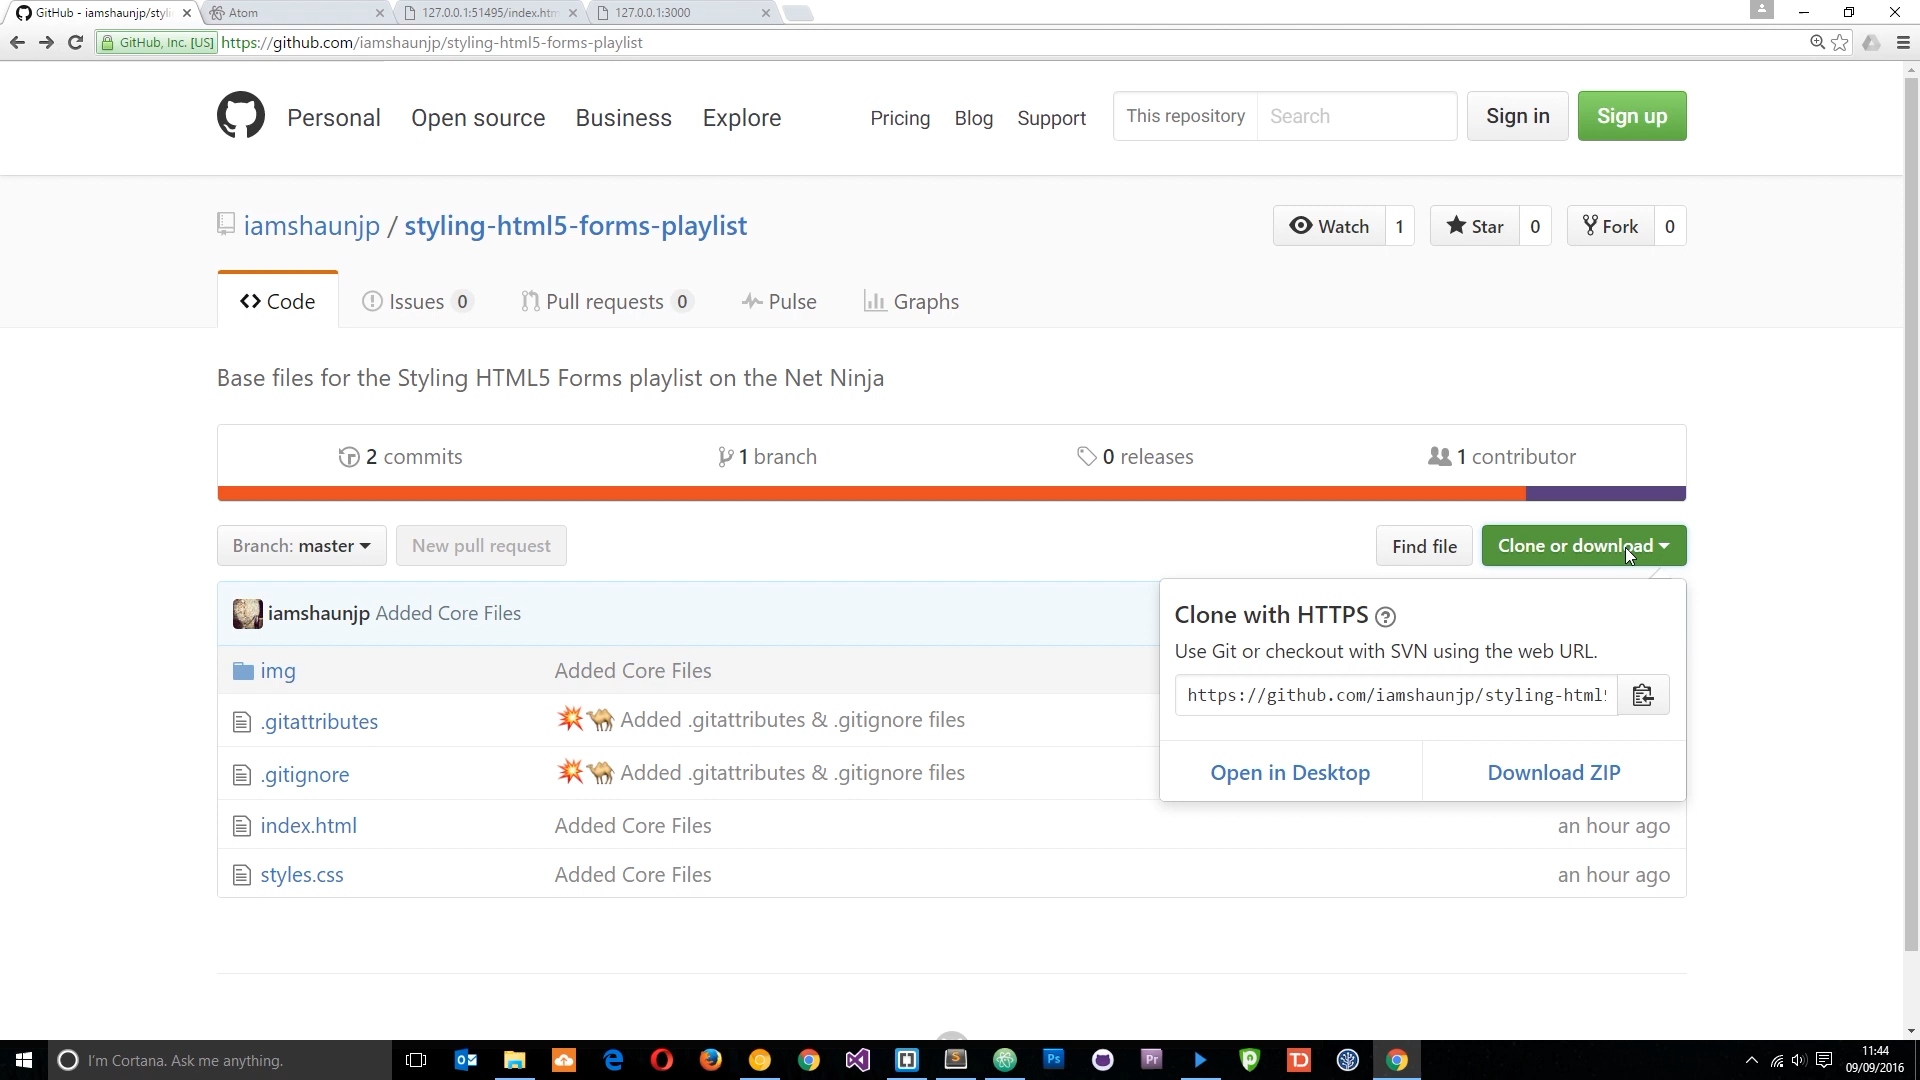 GitHub - iamshaunjp/styli
Atom
127.0.0.1:51495/index.htm
127.0.0.1:3000
GitHub, Inc. [US] https://github.com/iamshaunjp/styling-html5-forms-playlist
Personal Open source Business Explore Pricing Blog Support This repository Search Sign in Sign up
iamshaunjp / styling-html5-forms-playlist
Watch 1 Star 0 Fork 0
Code Issues 0 Pull requests 0 Pulse Graphs
Base files for the Styling HTML5 Forms playlist on the Net Ninja
2 commits 1 branch 0 releases 1 contributor
Branch: master New pull request Find file Clone or download
iamshaunjp Added Core Files
Clone with HTTPS ?
Use Git or checkout with SVN using the web URL.
https://github.com/iamshaunjp/styling-html5
Open in Desktop Download ZIP
img Added Core Files
.gitattributes 💥🐫 Added .gitattributes & .gitignore files
.gitignore 💥🐫 Added .gitattributes & .gitignore files
index.html Added Core Files an hour ago
styles.css Added Core Files an hour ago
I'm Cortana. Ask me anything.
Ps
Pr
TD
11:44
09/09/2016